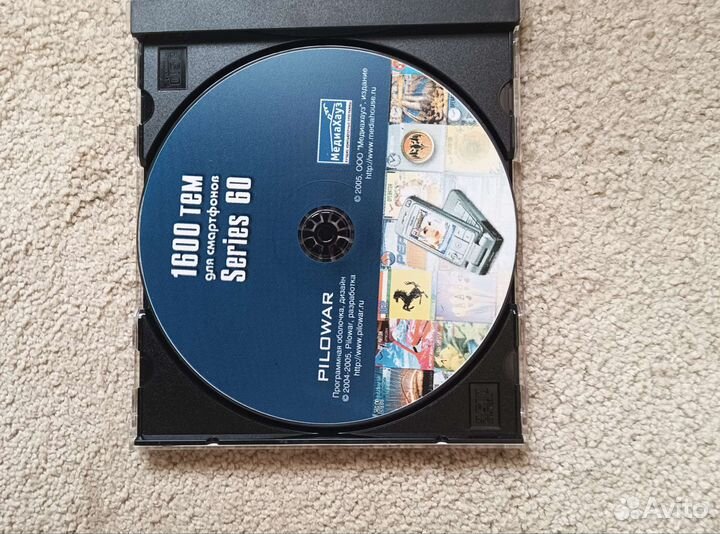 1600 тем
для смартфонов
Series 60
МедиаХауз
© 2005, ООО "Медиахауз", издание
http://www.mediahouse.ru
PILOWAR
Программная оболочка, дизайн
© 2004-2005, Pilowar, разработка
http://www.pilowar.ru
Avito